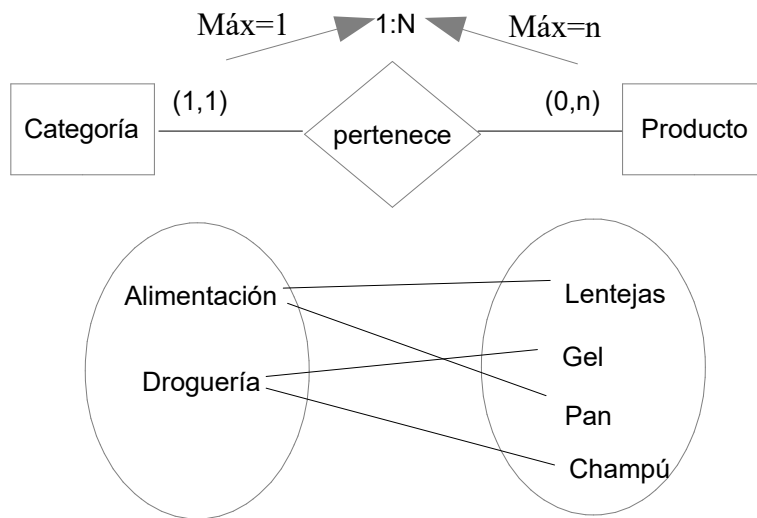 Máx=1 1:N Máx=n
(1,1) (0,n)
Categoría pertenece Producto
Alimentación Lentejas
Gel
Droguería
Pan
Champú